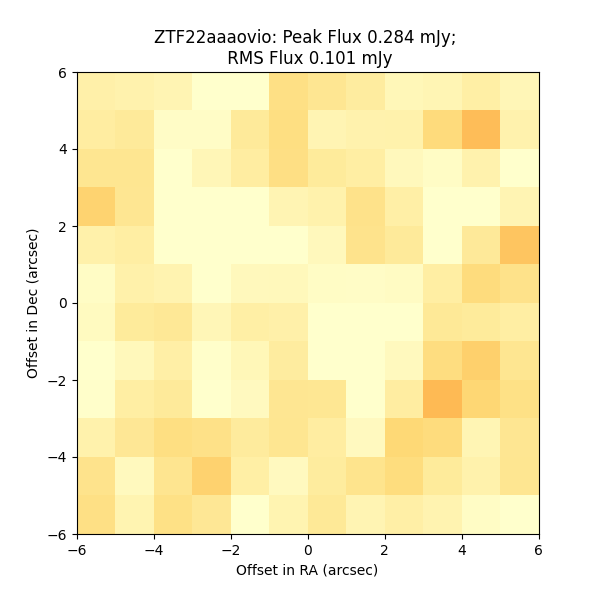 ZTF22aaaovio: Peak Flux 0.284 mJy;
RMS Flux 0.101 mJy
6
4
2
0
−2
−4
−6
Offset in Dec (arcsec)
−6 −4 −2 0 2 4 6
Offset in RA (arcsec)